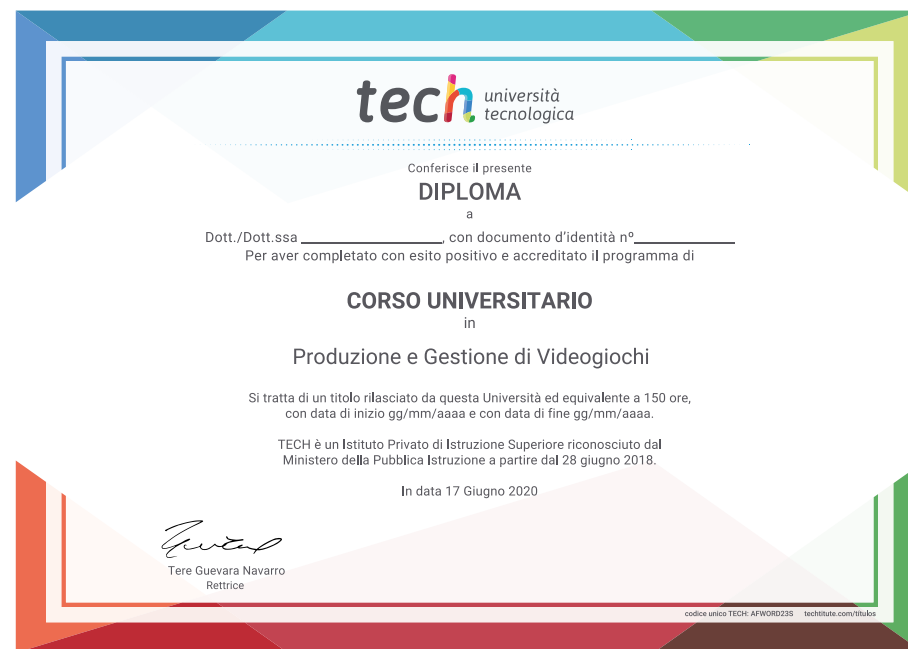 tech università
tecnologica
Conferisce il presente
DIPLOMA
a
Dott./Dott.ssa ____________________, con documento d'identità nº______________
Per aver completato con esito positivo e accreditato il programma di
CORSO UNIVERSITARIO
in
Produzione e Gestione di Videogiochi
Si tratta di un titolo rilasciato da questa Università ed equivalente a 150 ore,
con data di inizio gg/mm/aaaa e con data di fine gg/mm/aaaa.
TECH è un Istituto Privato di Istruzione Superiore riconosciuto dal
Ministero della Pubblica Istruzione a partire dal 28 giugno 2018.
In data 17 Giugno 2020
Tere Guevara Navarro
Rettrice
codice unico TECH: AFWORD23S techtitute.com/titulos